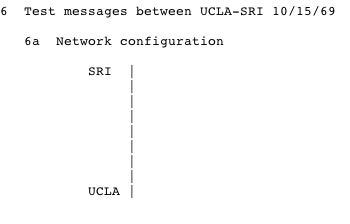 6 Test messages between UCLA-SRI 10/15/69
6a Network configuration
SRI
UCLA